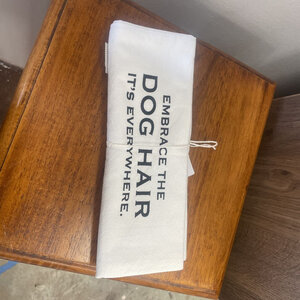 EMBRACE THE
DOG HAIR
IT'S EVERYWHERE.